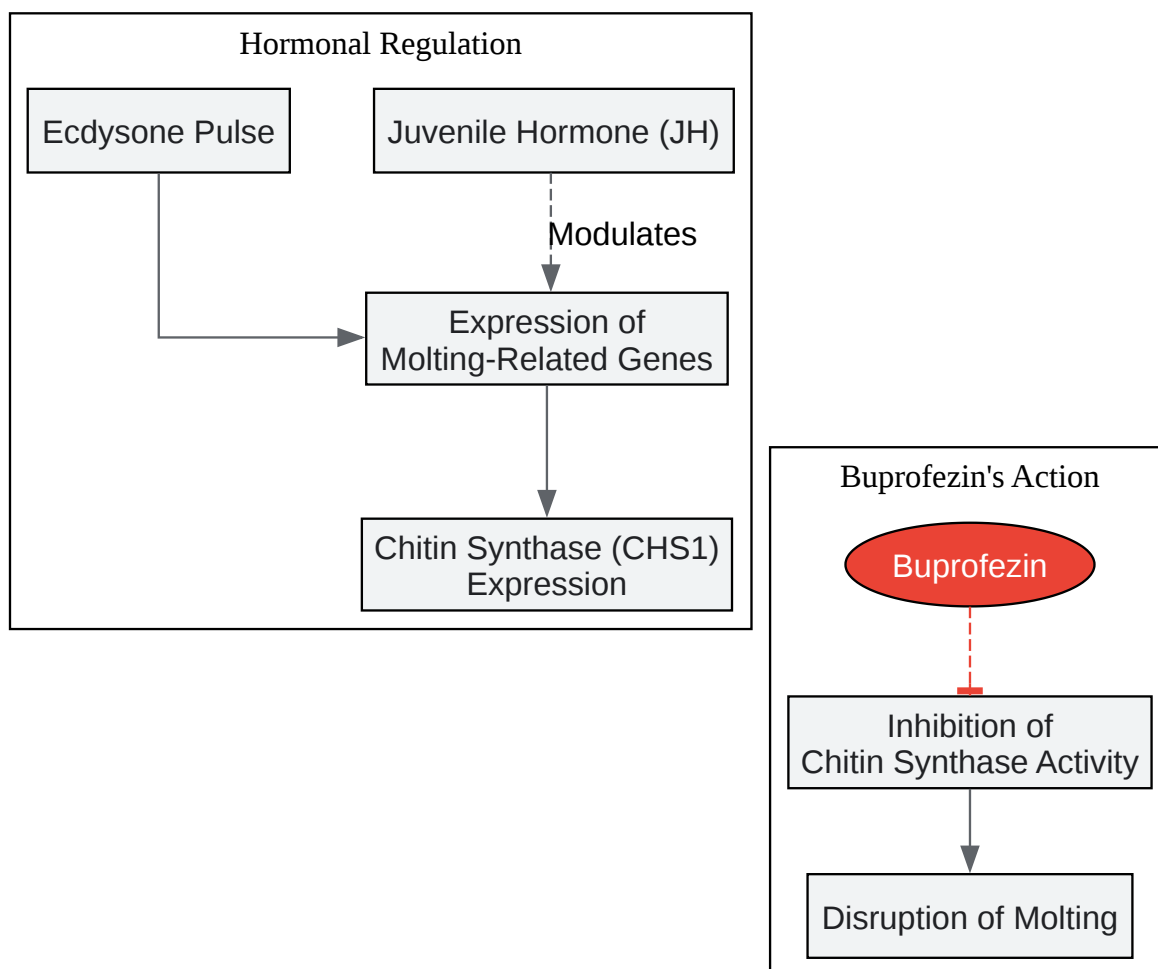 Hormonal Regulation
Ecdysone Pulse
Juvenile Hormone (JH)
Modulates
Expression of
Molting-Related Genes
Chitin Synthase (CHS1)
Expression
Buprofezin's Action
Buprofezin
Inhibition of
Chitin Synthase Activity
Disruption of Molting